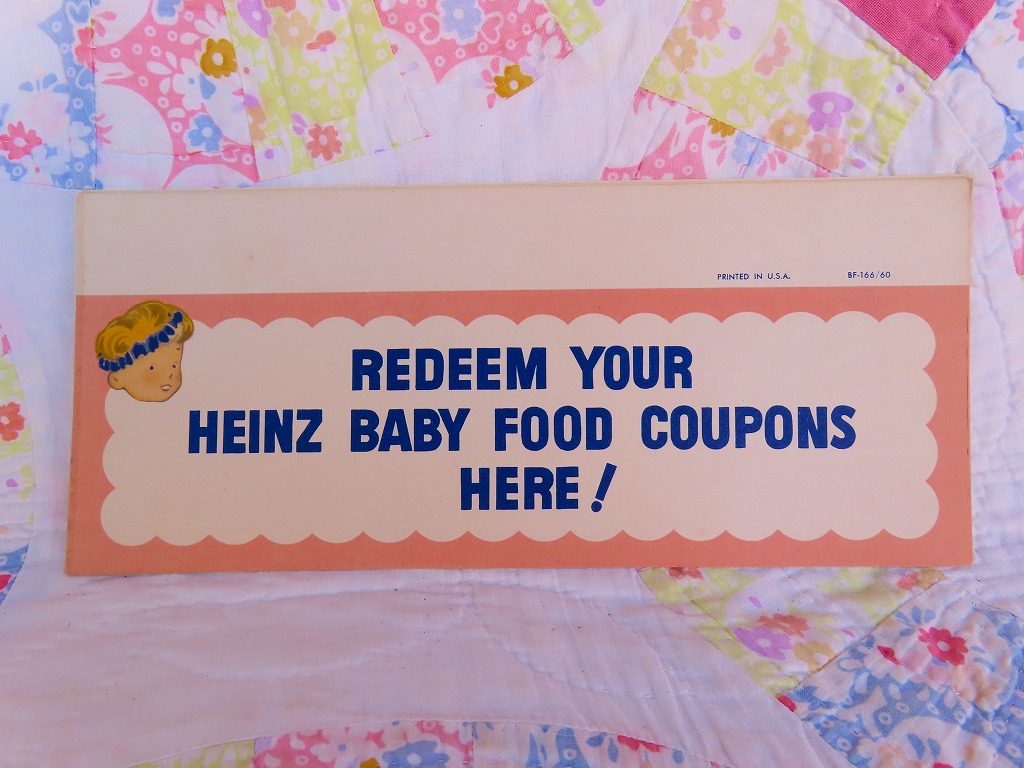 PRINTED IN U.S.A. BF-166/60
REDEEM YOUR
HEINZ BABY FOOD COUPONS
HERE!